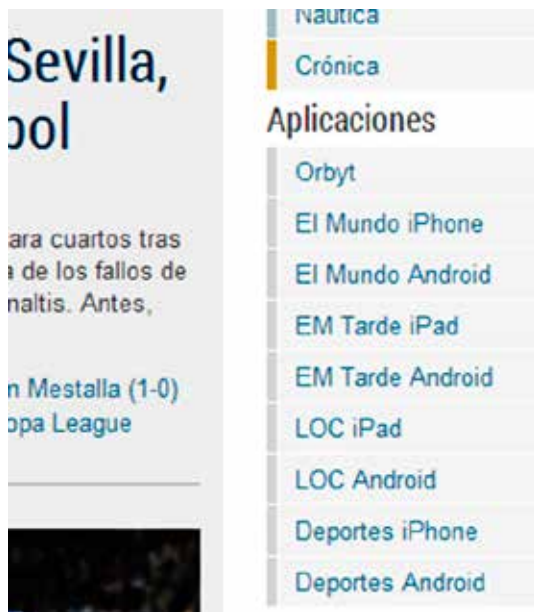 Sevilla,
bol
ara cuartos tras
a de los fallos de
naltis. Antes,
n Mestalla (1-0)
opa League
Náutica
Crónica
Aplicaciones
Orbyt
El Mundo iPhone
El Mundo Android
EM Tarde iPad
EM Tarde Android
LOC iPad
LOC Android
Deportes iPhone
Deportes Android